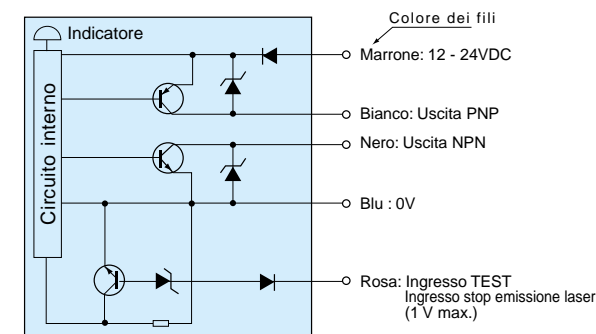 Colore dei fili
Indicatore
Marrone: 12 - 24VDC
Circuito interno
Bianco: Uscita PNP
Nero: Uscita NPN
Blu : 0V
Rosa: Ingresso TEST
Ingresso stop emissione laser
(1 V max.)